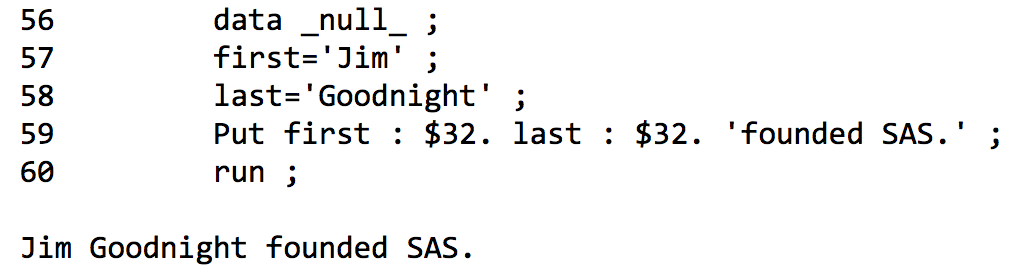 56 data _null_ ;
57 first='Jim' ;
58 last='Goodnight' ;
59 Put first : $32. last : $32. 'founded SAS.' ;
60 run ;
Jim Goodnight founded SAS.